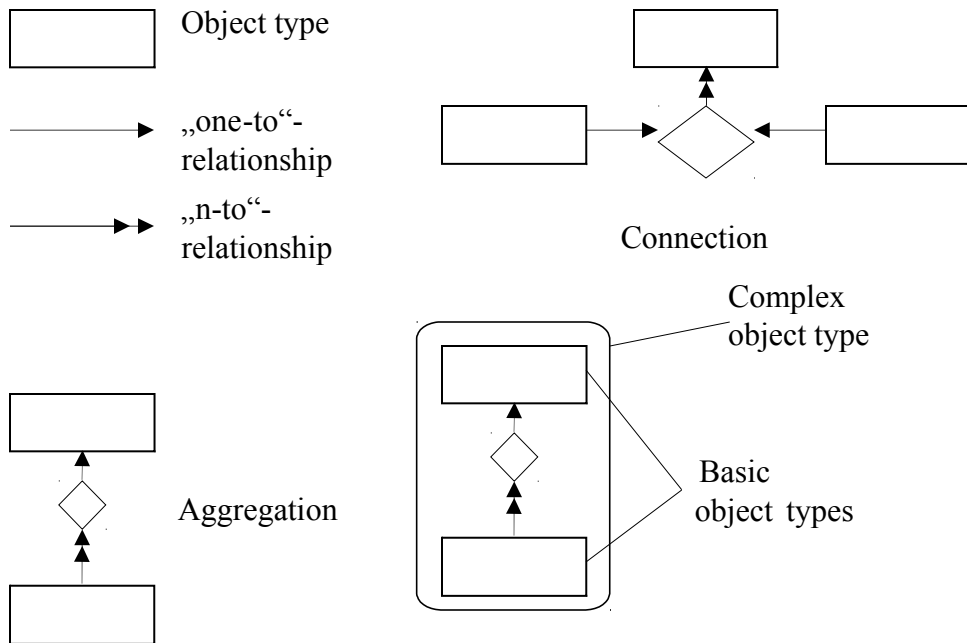 Object type
„one-to“-
relationship
„n-to“-
relationship
Connection
Complex
object type
Aggregation
Basic
object types